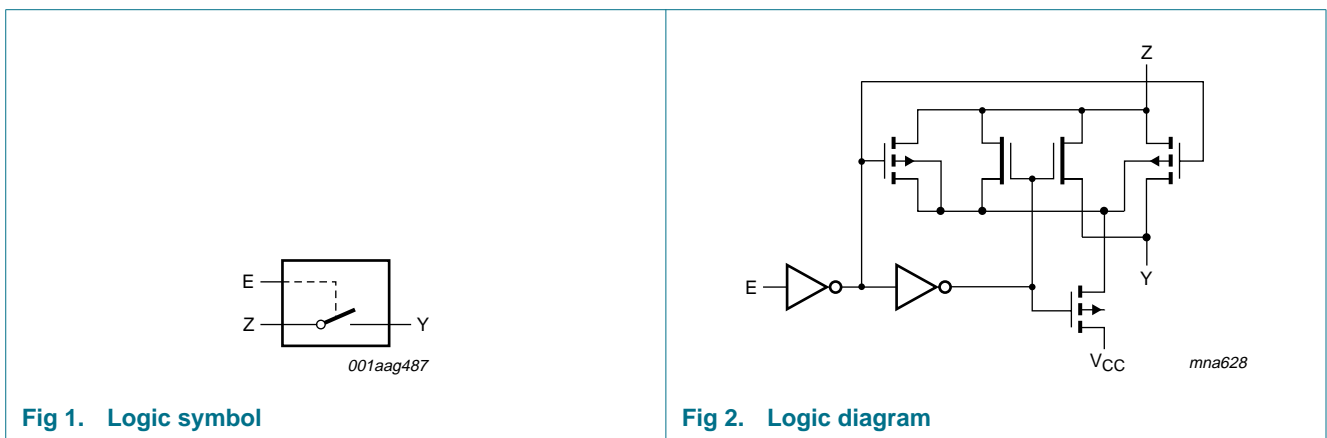 E
Z
Y
001aag487
Fig 1. Logic symbol
Z
E
Y
VCC
mna628
Fig 2. Logic diagram